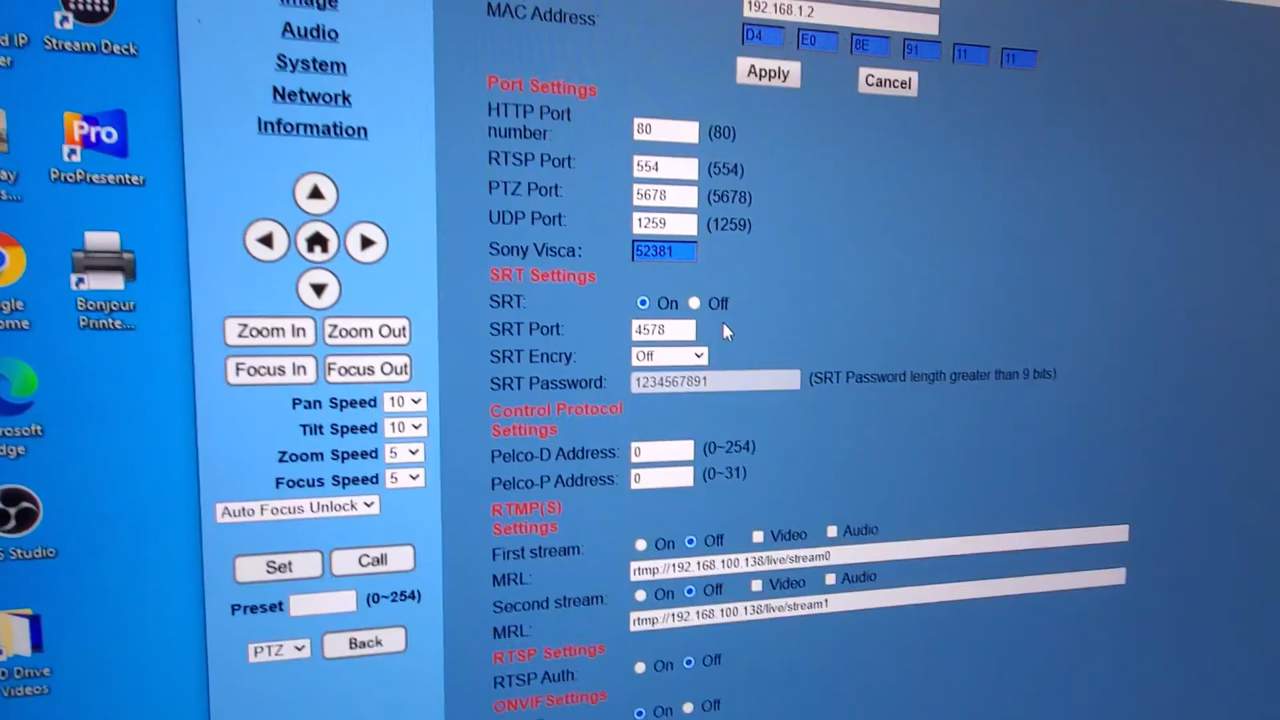 Stream Deck
ProPresenter
Bonjour
Printe...
Image
Audio
System
Network
Information
Zoom In Zoom Out
Focus In Focus Out
Pan Speed 10
Tilt Speed 10
Zoom Speed 5
Focus Speed 5
Auto Focus Unlock
Set Call
Preset (0~254)
PTZ Back
192.168.1.2
MAC Address: D4 E0 8E 91 11 11
Apply Cancel
Port Settings
HTTP Port
number: 80 (80)
RTSP Port: 554 (554)
PTZ Port: 5678 (5678)
UDP Port: 1259 (1259)
Sony Visca: 52381
SRT Settings
SRT: On Off
SRT Port: 4578
SRT Encry: Off
SRT Password: 1234567891 (SRT Password length greater than 9 bits)
Control Protocol
Settings
Pelco-D Address: 0 (0~254)
Pelco-P Address: 0 (0~31)
RTMP(S)
Settings
First stream: On Off Video Audio
MRL: rtmp://192.168.100.138/live/stream0
Second stream: On Off Video Audio
MRL: rtmp://192.168.100.138/live/stream1
RTSP Settings
RTSP Auth: On Off
ONVIF Settings
On Off